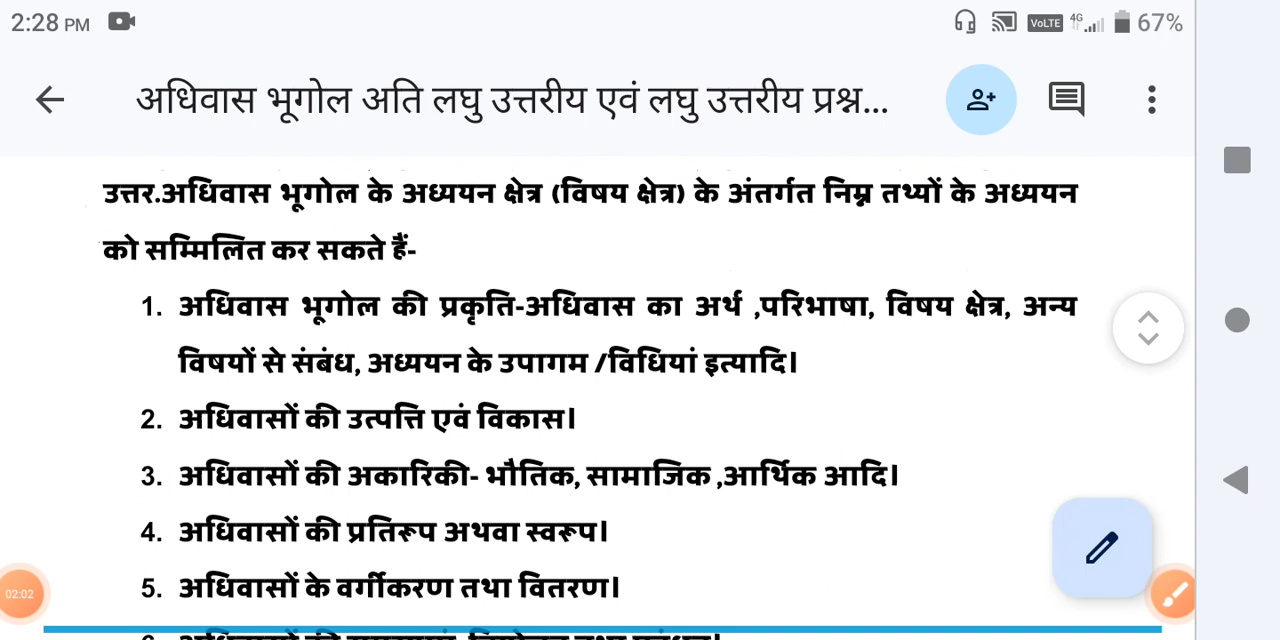 2:28 PM
VoLTE 4G 67%
अधिवास भूगोल अति लघु उत्तरीय एवं लघु उत्तरीय प्रश्न...
उत्तर.अधिवास भूगोल के अध्ययन क्षेत्र (विषय क्षेत्र) के अंतर्गत निम्न तथ्यों के अध्ययन
को सम्मिलित कर सकते हैं-
1. अधिवास भूगोल की प्रकृति-अधिवास का अर्थ ,परिभाषा, विषय क्षेत्र, अन्य
विषयों से संबंध, अध्ययन के उपागम /विधियां इत्यादि।
2. अधिवासों की उत्पत्ति एवं विकास।
3. अधिवासों की अकारिकी- भौतिक, सामाजिक ,आर्थिक आदि।
4. अधिवासों की प्रतिरूप अथवा स्वरूप।
5. अधिवासों के वर्गीकरण तथा वितरण।
02:02